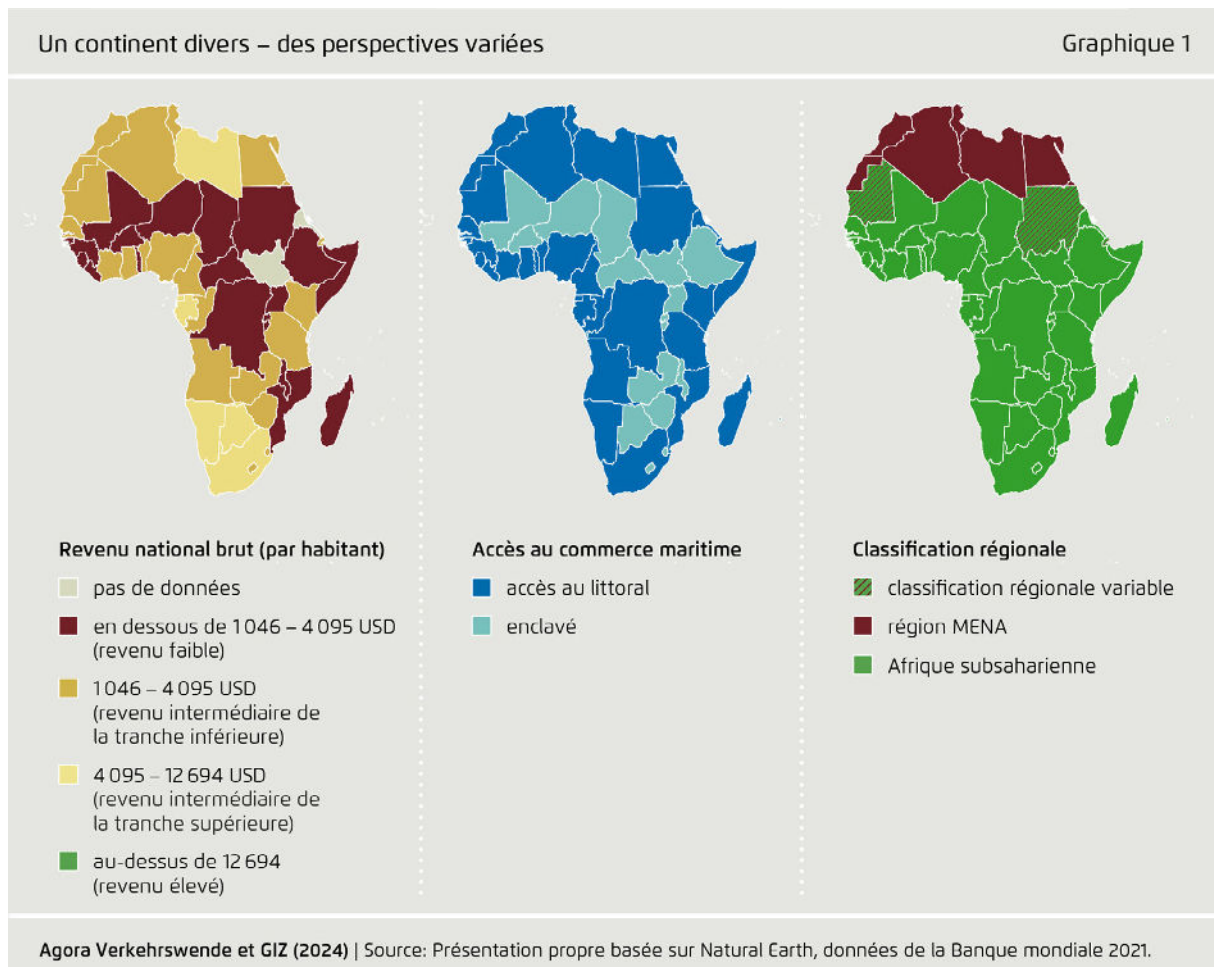 Un continent divers – des perspectives variées
Graphique 1
Revenu national brut (par habitant)
pas de données
en dessous de 1 046 – 4 095 USD
(revenu faible)
1 046 – 4 095 USD
(revenu intermédiaire de
la tranche inférieure)
4 095 – 12 694 USD
(revenu intermédiaire de
la tranche supérieure)
au-dessus de 12 694
(revenu élevé)
Accès au commerce maritime
accès au littoral
enclavé
Classification régionale
classification régionale variable
région MENA
Afrique subsaharienne
Agora Verkehrswende et GIZ (2024) | Source: Présentation propre basée sur Natural Earth, données de la Banque mondiale 2021.